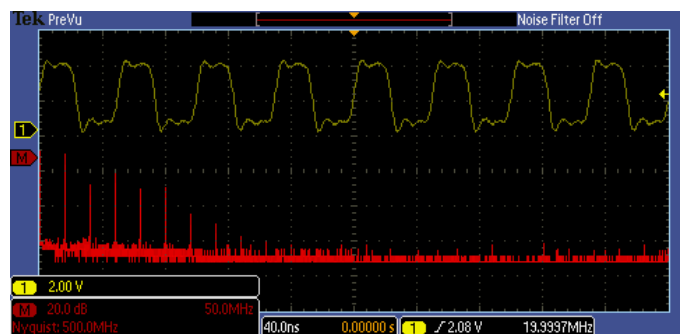 Tek PreVu Noise Filter Off
1
M
1 2.00 V
M 20.0 dB 50.0MHz
Nyquist: 500.0MHz
40.0ns 0.00000 s 1 2.08 V 19.9997MHz